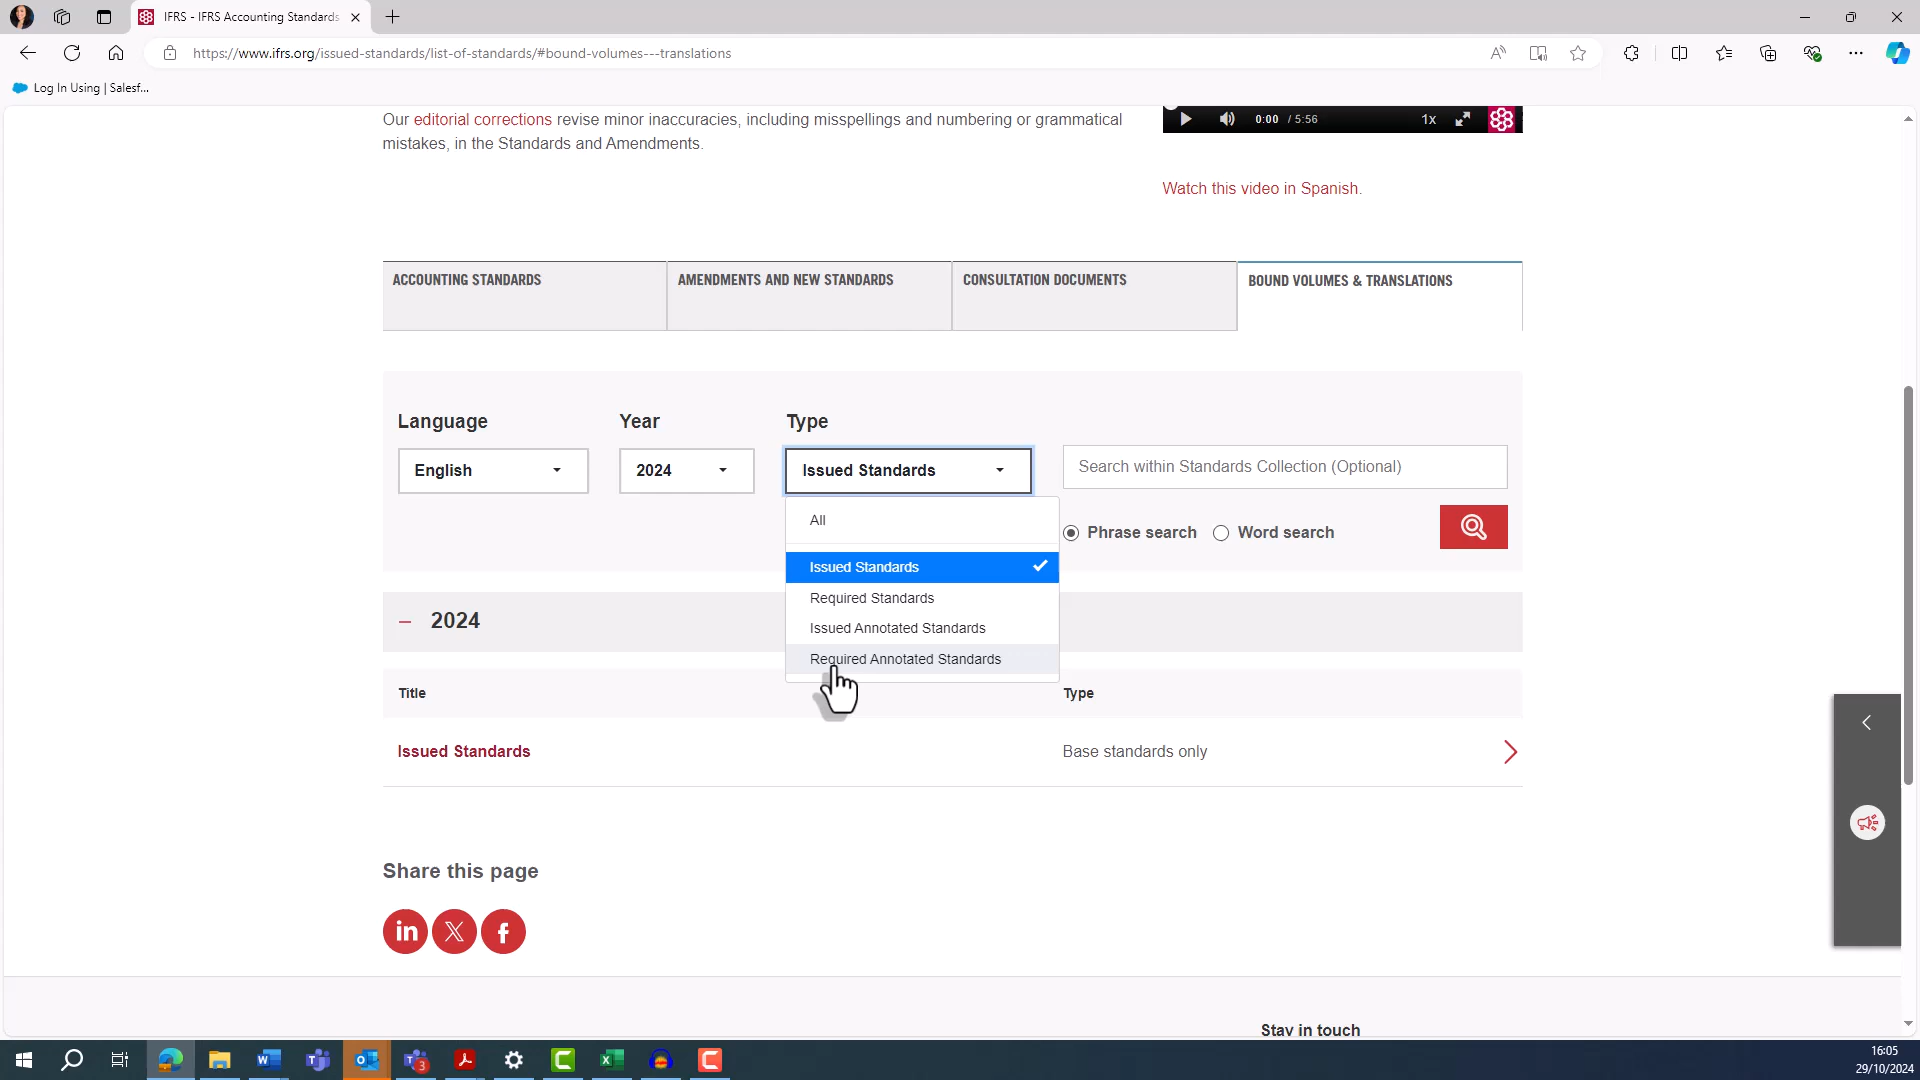 IFRS - IFRS Accounting Standards
https://www.ifrs.org/issued-standards/list-of-standards/#bound-volumes---translations
Log In Using | Salesf...
Our editorial corrections revise minor inaccuracies, including misspellings and numbering or grammatical
mistakes, in the Standards and Amendments.
0:00 / 5:56 1x
Watch this video in Spanish.
ACCOUNTING STANDARDS
AMENDMENTS AND NEW STANDARDS
CONSULTATION DOCUMENTS
BOUND VOLUMES & TRANSLATIONS
Language Year Type
English 2024 Issued Standards Search within Standards Collection (Optional)
All
Phrase search Word search
Issued Standards
Required Standards
Issued Annotated Standards
Required Annotated Standards
2024
Title Type
Issued Standards Base standards only
Share this page
Stay in touch
16:05
29/10/2024